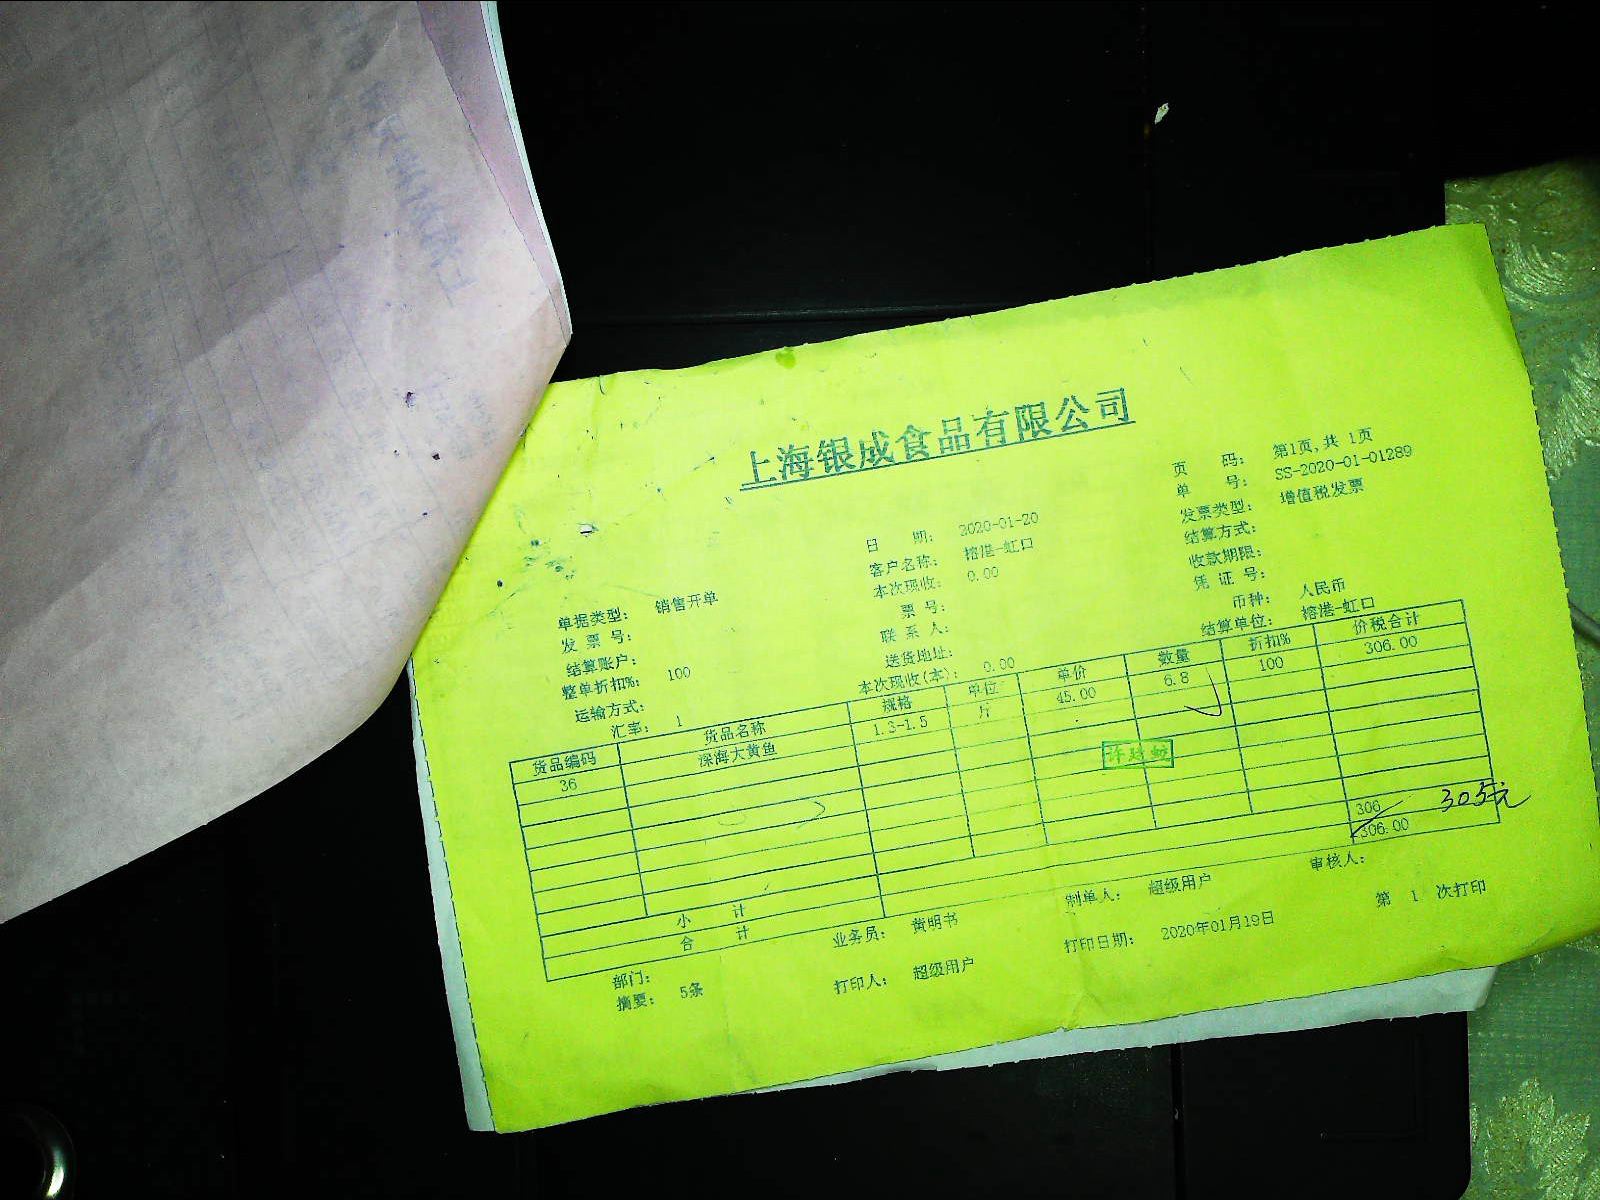 上海银成食品有限公司
页 码: 第1页,共 1页
单 号: SS-2020-01-01289
日 期: 2020-01-20
发票类型: 增值税发票
客户名称: 榕港-虹口
结算方式:
单据类型: 销售开单
本次现收: 0.00
收款期限:
发 票 号:
票 号:
凭 证 号:
结算账户:
联 系 人:
币种: 人民币
整单折扣%: 100
送货地址:
结算单位: 榕港-虹口
运输方式:
本次现收(本): 0.00
汇率: 1
货品编码 货品名称 规格 单位 单价 数量 折扣% 价税合计
36 深海大黄鱼 1.3-1.5 片 45.00 6.8 100 306.00
小 计 306
305元
合 计 306.00
部门: 业务员: 黄明书 制单人: 超级用户 审核人:
摘要: 5条 打印人: 超级用户 打印日期: 2020年01月19日 第 1 次打印